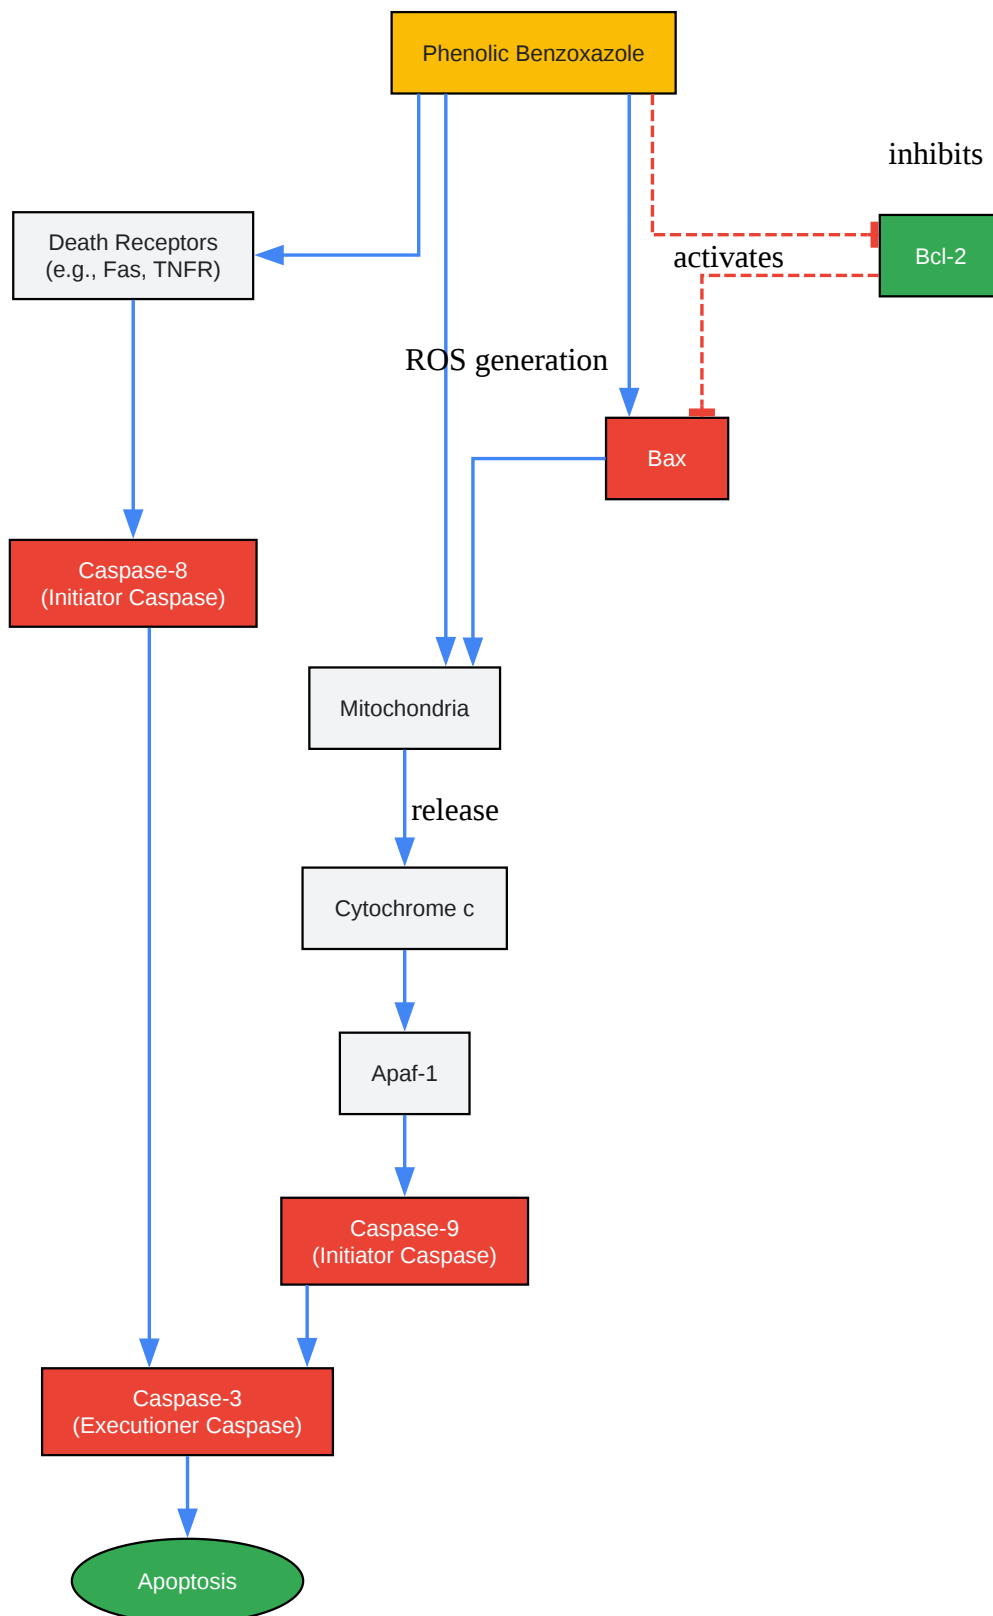 Phenolic Benzoxazole
inhibits
Death Receptors
(e.g., Fas, TNFR)
activates
Bcl-2
ROS generation
Bax
Caspase-8
(Initiator Caspase)
Mitochondria
release
Cytochrome c
Apaf-1
Caspase-9
(Initiator Caspase)
Caspase-3
(Executioner Caspase)
Apoptosis